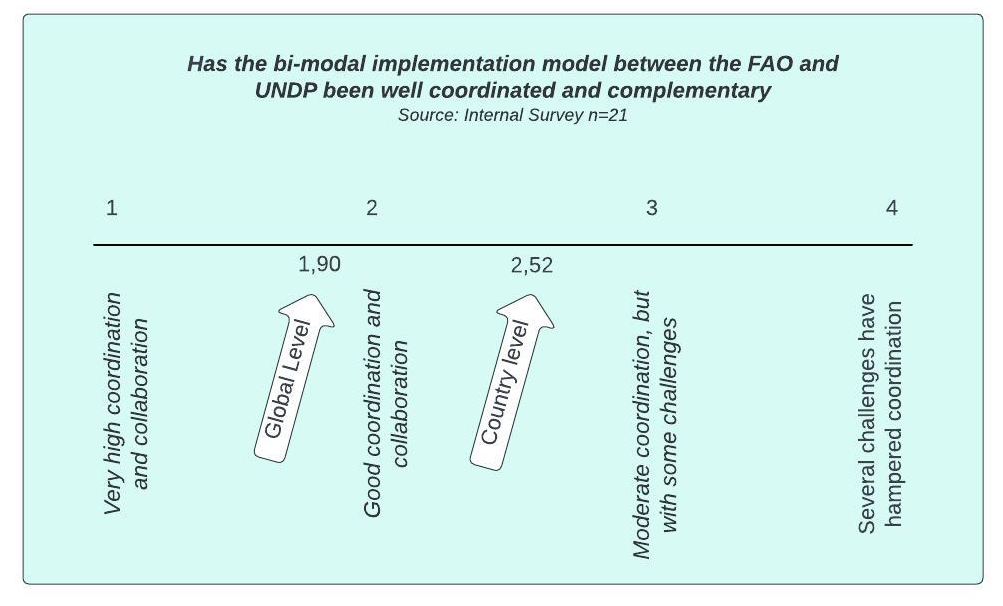 Has the bi-modal implementation model between the FAO and
UNDP been well coordinated and complementary
Source: Internal Survey n=21
1
2
3
4
1,90
2,52
Very high coordination
and collaboration
Global Level
Good coordination and
collaboration
Country level
Moderate coordination, but
with some challenges
Several challenges have
hampered coordination